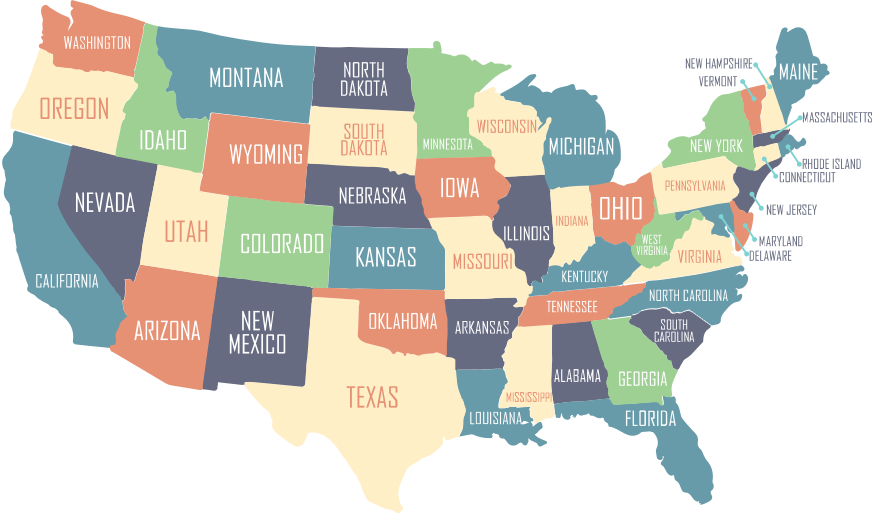 WASHINGTON
OREGON
IDAHO
MONTANA
NORTH
DAKOTA
MINNESOTA
SOUTH
DAKOTA
WYOMING
WISCONSIN
MICHIGAN
NEW HAMPSHIRE
VERMONT
MAINE
MASSACHUSETTS
NEW YORK
RHODE ISLAND
CONNECTICUT
PENNSYLVANIA
NEW JERSEY
MARYLAND
DELAWARE
NEVADA
UTAH
COLORADO
NEBRASKA
IOWA
ILLINOIS
INDIANA
OHIO
WEST
VIRGINIA
VIRGINIA
CALIFORNIA
KANSAS
MISSOURI
KENTUCKY
ARIZONA
NEW
MEXICO
OKLAHOMA
ARKANSAS
TENNESSEE
NORTH CAROLINA
SOUTH
CAROLINA
TEXAS
LOUISIANA
MISSISSIPPI
ALABAMA
GEORGIA
FLORIDA